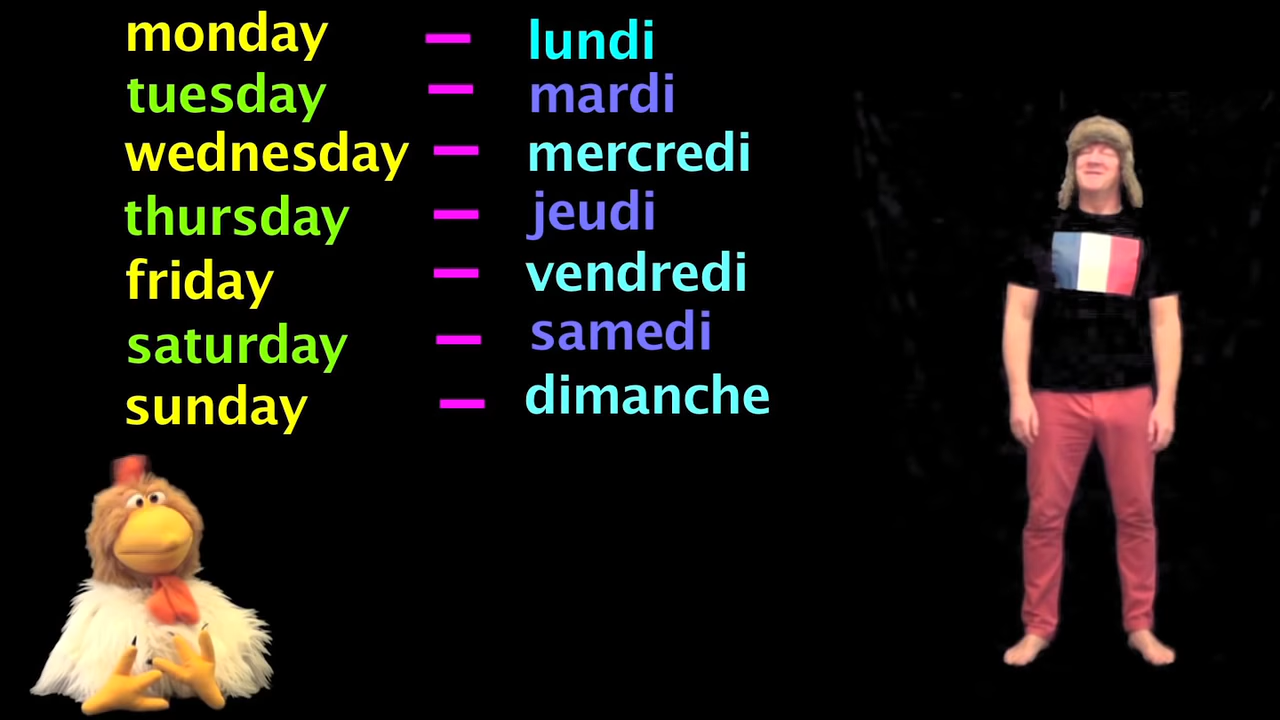 monday – lundi
tuesday – mardi
wednesday – mercredi
thursday – jeudi
friday – vendredi
saturday – samedi
sunday – dimanche